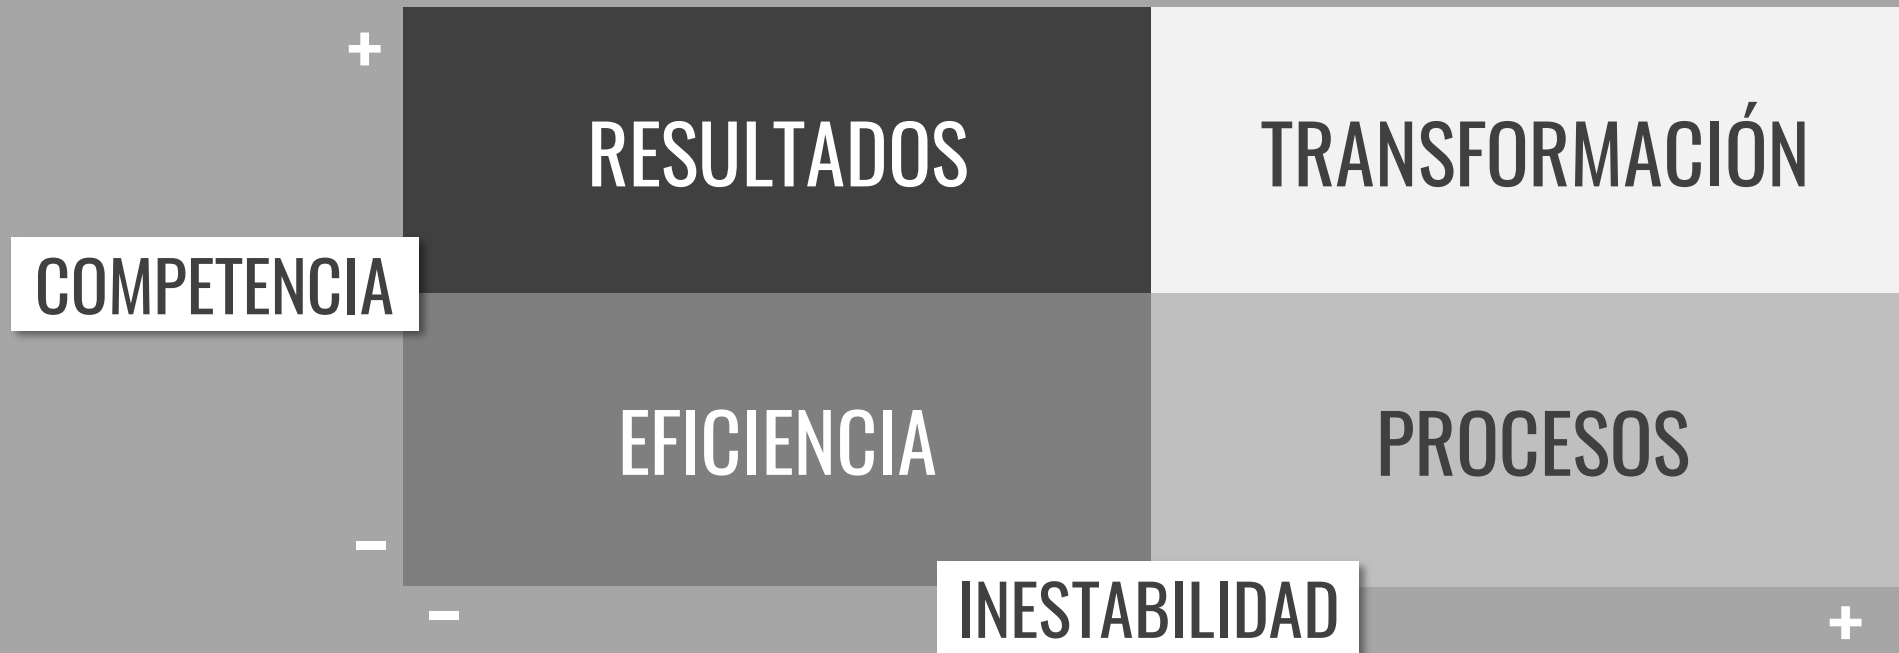 +
RESULTADOS
TRANSFORMACIÓN
COMPETENCIA
EFICIENCIA
PROCESOS
–
–
INESTABILIDAD
+